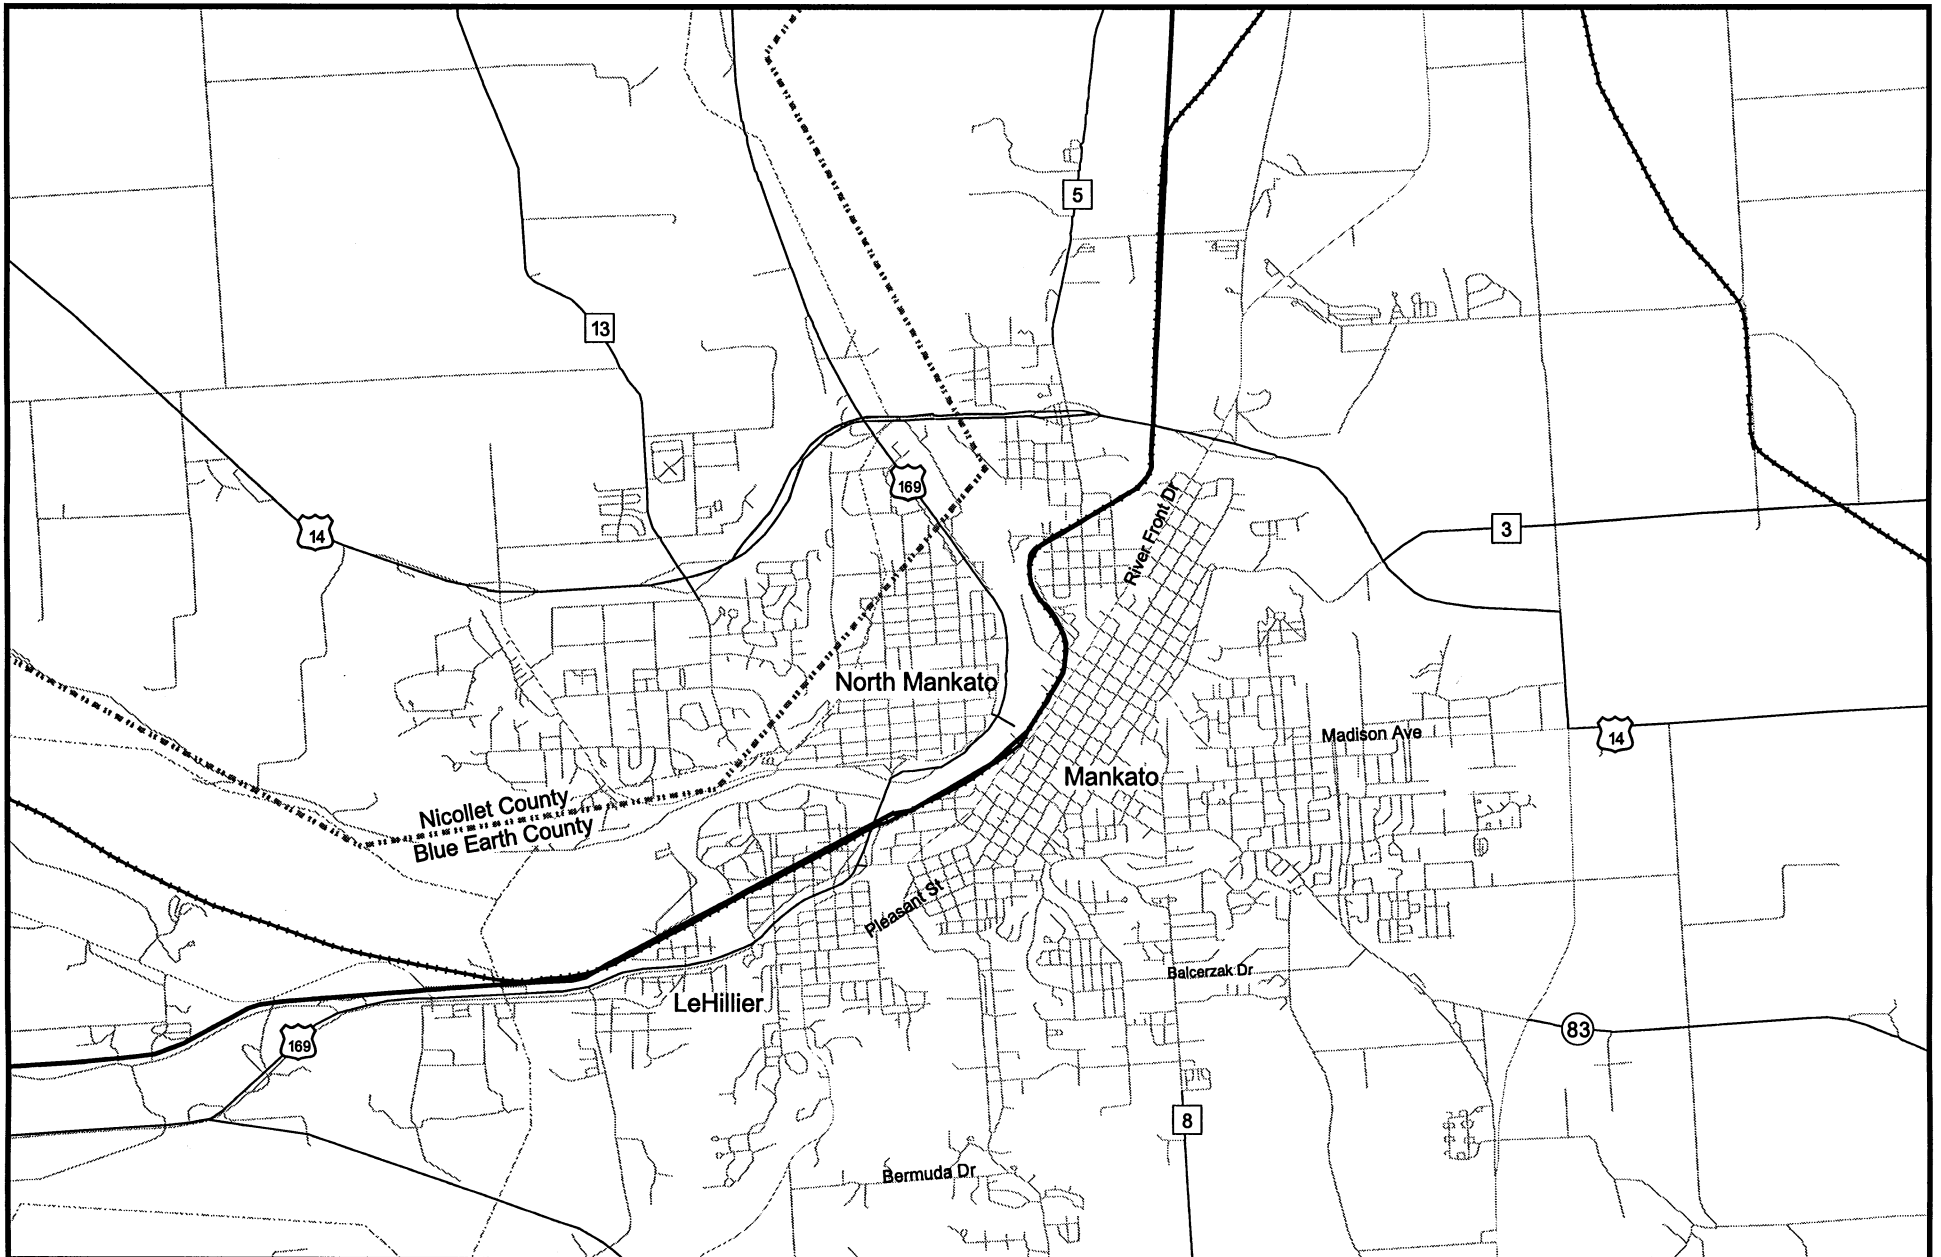 5
13
169
14
3
River Front Dr
North Mankato
Madison Ave
14
Mankato
Nicollet County
Blue Earth County
Pleasant St
Balcerzak Dr
LeHillier
83
169
8
Bermuda Dr